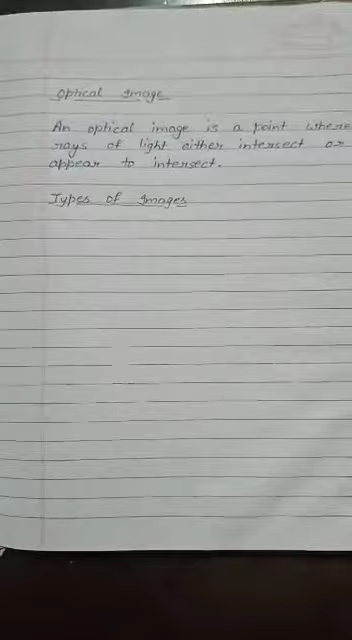 Optical Image
An optical image is a point where
rays of light either intersect or
appear to intersect.
Types of Images